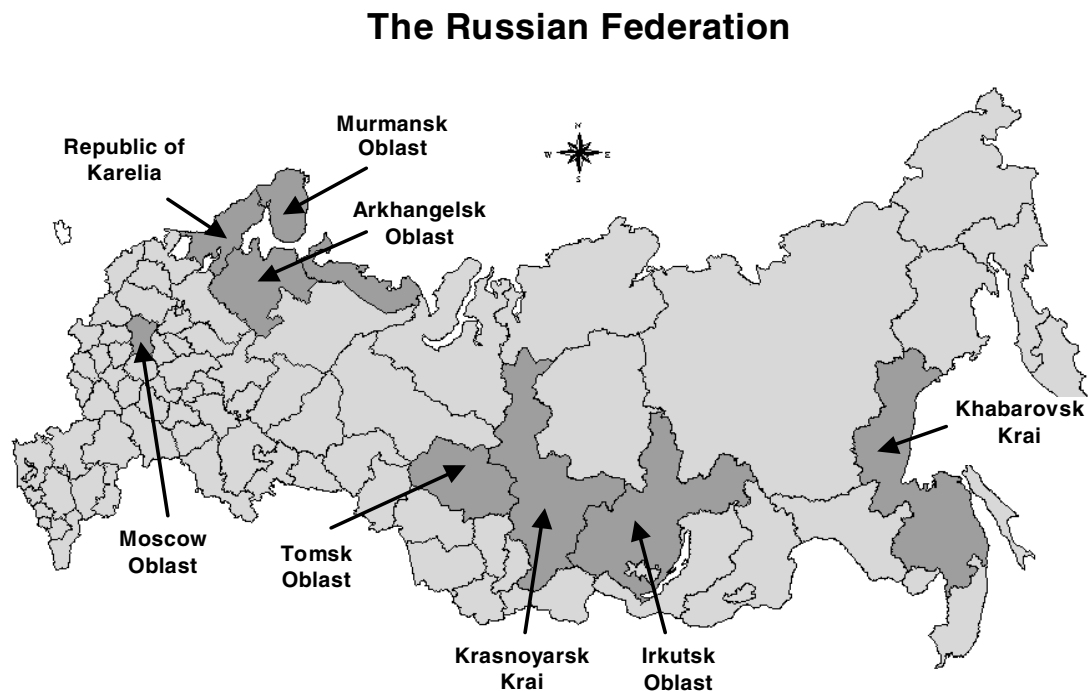 The Russian Federation
Murmansk
Oblast
Republic of
Karelia
N
W E
S
Arkhangelsk
Oblast
Khabarovsk
Krai
Moscow
Oblast
Tomsk
Oblast
Krasnoyarsk
Krai
Irkutsk
Oblast